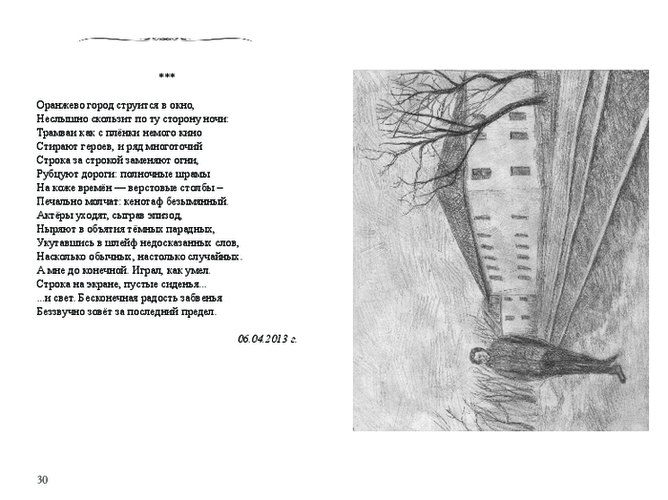 ***
Оранжево город струится в окно,
Неслышно скользит по ту сторону ночи:
Трамваи как с плёнки немого кино
Стирают героев, и ряд многоточий
Строка за строкой заменяют огни,
Рубцуют дороги: полночные шрамы
На коже времён — верстовые столбы –
Печально молчат: кенотаф безымянный.
Актёры уходят, сыграв эпизод,
Ныряют в объятия тёмных парадных,
Укутавшись в шлейф недосказанных слов,
Насколько обычных, настолько случайных.
А мне до конечной. Играл, как умел.
Строка на экране, пустые сиденья...
...и свет. Бесконечная радость забвенья
Беззвучно зовёт за последний предел.
06.04.2013 г.
30